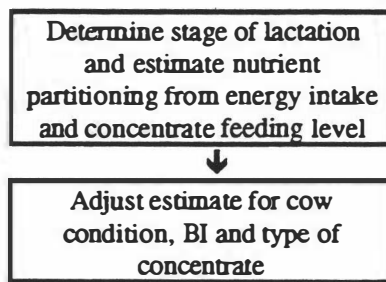 Determine stage of lactation
and estimate nutrient
partitioning from energy intake
and concentrate feeding level
Adjust estimate for cow
condition, BI and type of
concentrate